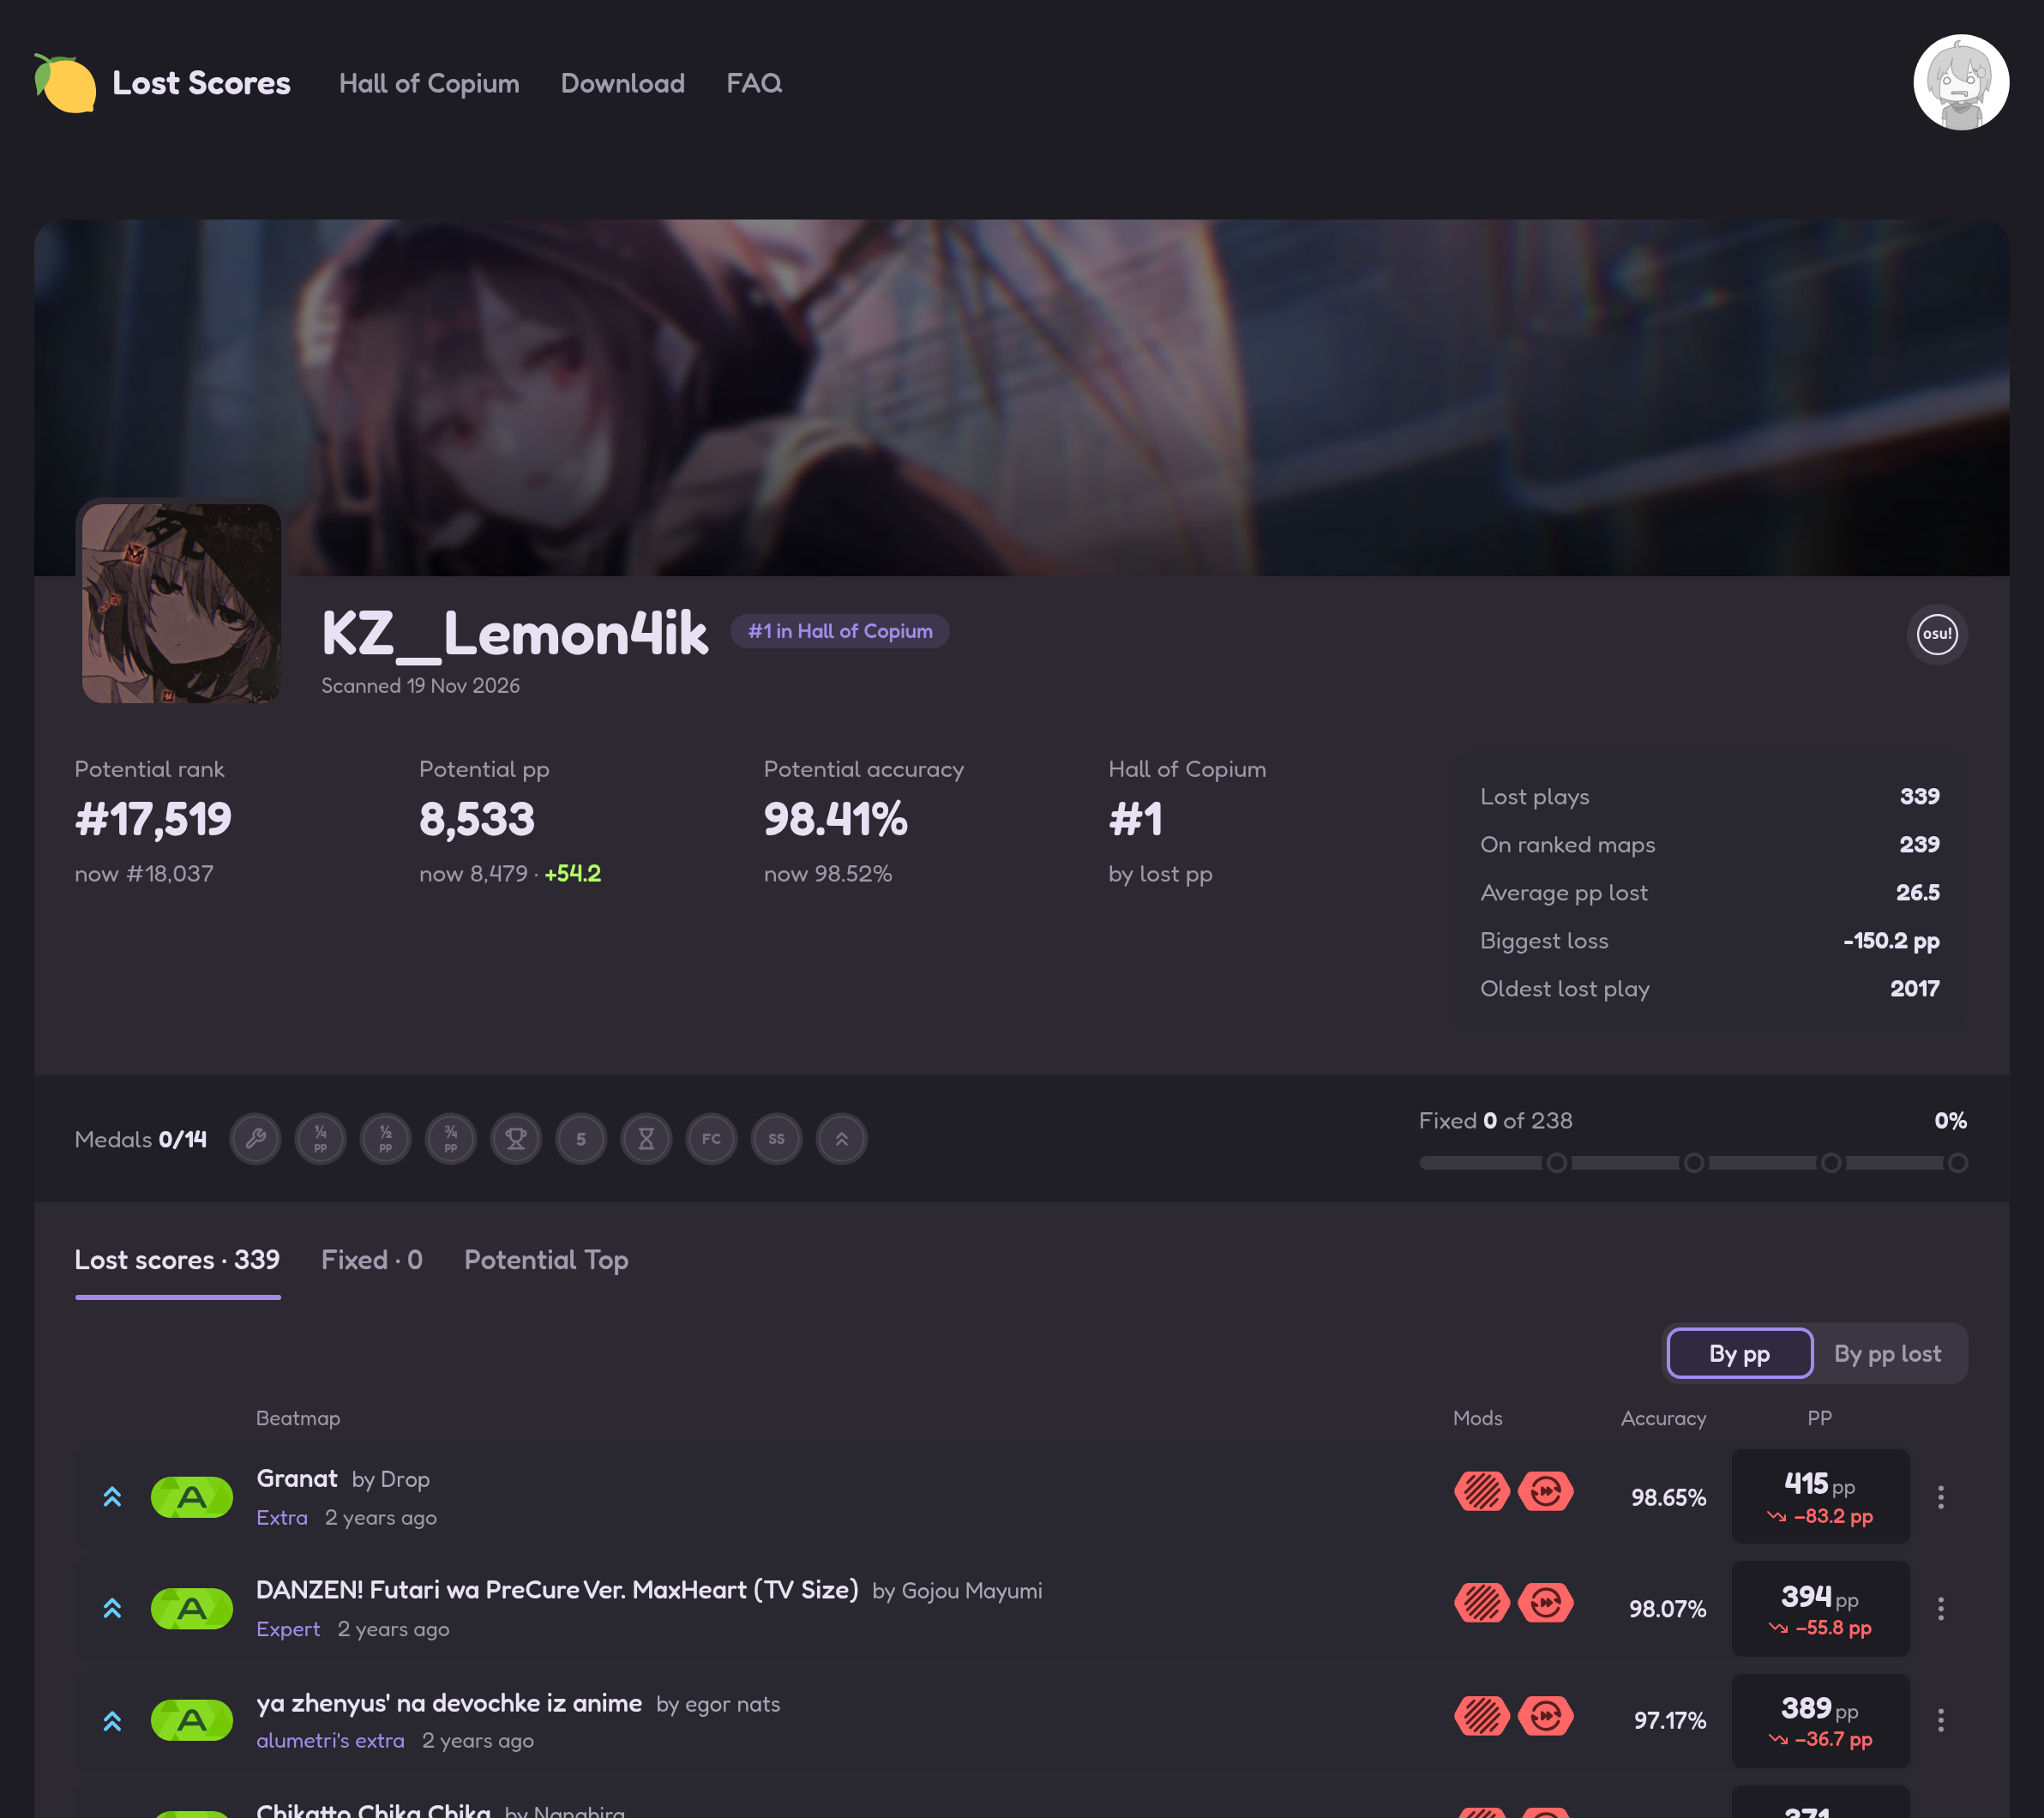 Lost Scores Hall of Copium Download FAQ
KZ__Lemon4ik #1 in Hall of Copium osu!
Scanned 19 Nov 2026
Potential rank
#17,519
now #18,037
Potential pp
8,533
now 8,479 · +54.2
Potential accuracy
98.41%
now 98.52%
Hall of Copium
#1
by lost pp
Lost plays 339
On ranked maps 239
Average pp lost 26.5
Biggest loss -150.2 pp
Oldest lost play 2017
Medals 0/14 ¼ pp ½ pp ¾ pp 5 FC SS
Fixed 0 of 238 0%
Lost scores · 339 Fixed · 0 Potential Top
By pp By pp lost
Beatmap Mods Accuracy PP
A Granat by Drop 98.65% 415 pp
Extra 2 years ago −83.2 pp
A DANZEN! Futari wa PreCure Ver. MaxHeart (TV Size) by Gojou Mayumi 98.07% 394 pp
Expert 2 years ago −55.8 pp
A ya zhenyus' na devochke iz anime by egor nats 97.17% 389 pp
alumetri's extra 2 years ago −36.7 pp
Chikatto Chika Chika by Nanahira 371